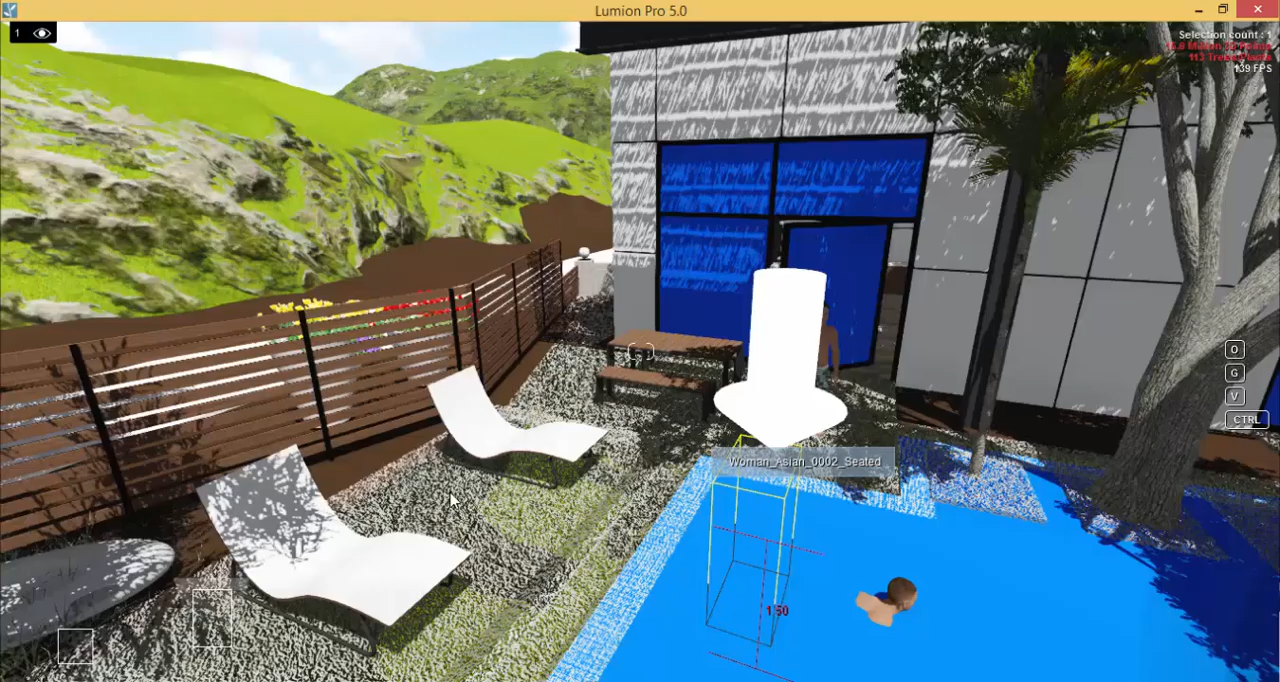 Lumion Pro 5.0
1
Selection count : 1
139 FPS
O
G
V
CTRL
Woman_Asian_0002_Seated
1.50